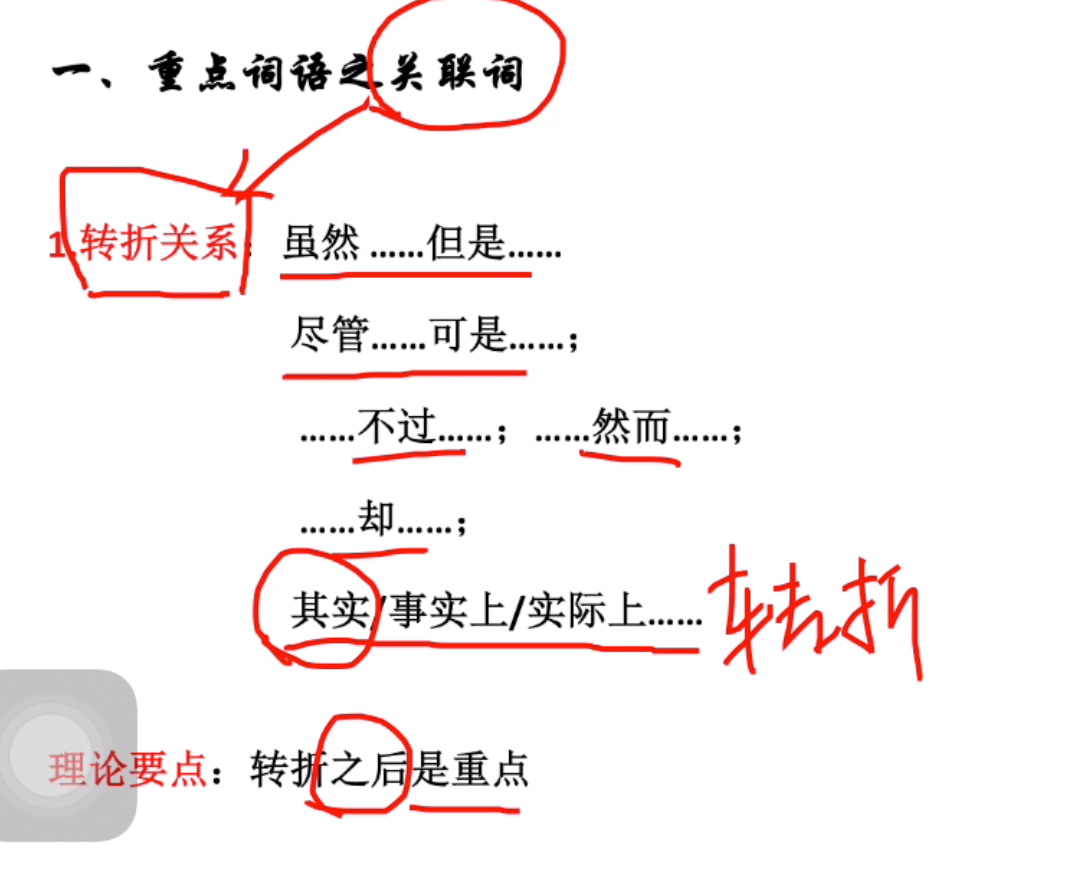 一、重点词语之关联词
1.转折关系：虽然……但是……
尽管……可是……；
……不过……；……然而……；
……却……；
其实/事实上/实际上…… 转折
理论要点：转折之后是重点